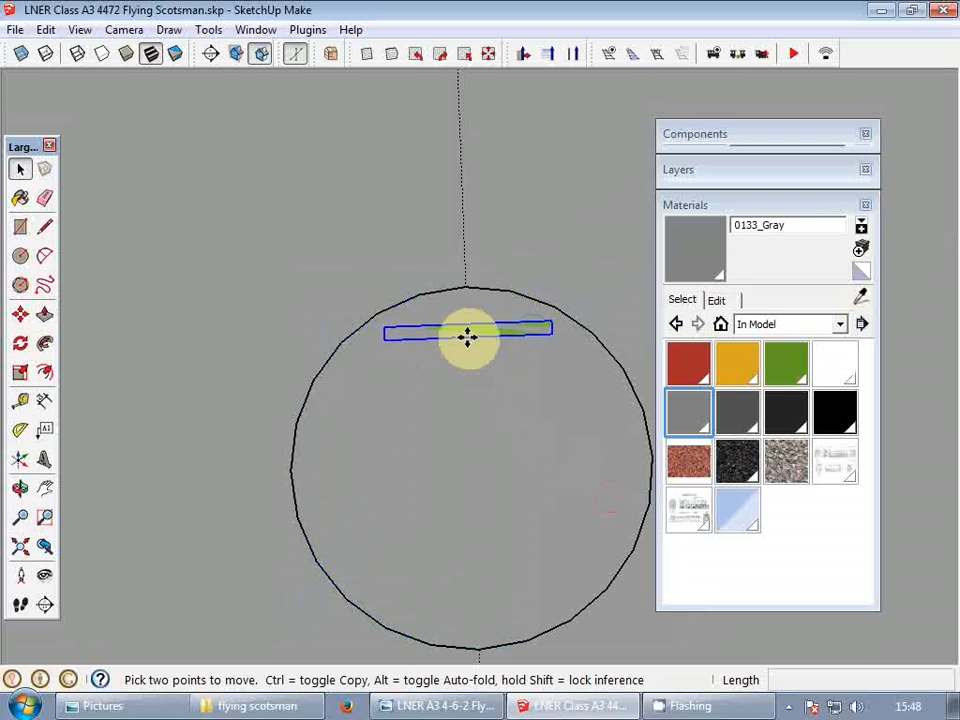 LNER Class A3 4472 Flying Scotsman.skp - SketchUp Make
File Edit View Camera Draw Tools Window Plugins Help
Larg...
Components
Layers
Materials
0133_Gray
Select Edit
In Model
A1
Pick two points to move. Ctrl = toggle Copy, Alt = toggle Auto-fold, hold Shift = lock inference
Length
Pictures
flying scotsman
LNER A3 4-6-2 Fly...
LNER Class A3 44...
Flashing
15:48